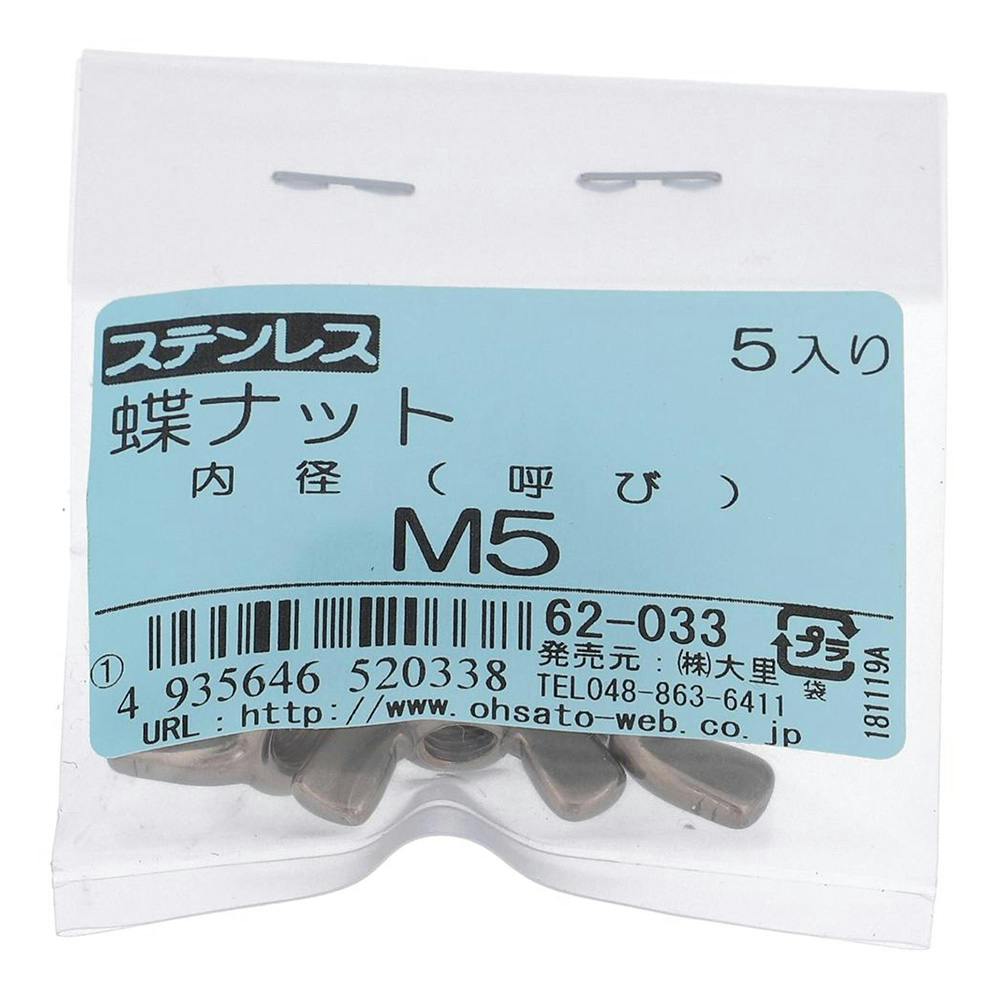 ステンレス
5入り
蝶ナット
内径(呼び)
M5
62-033
発売元:(株)大里
TEL048-863-6411
① 4 935646 520338
URL:http://www.ohsato-web.co.jp
プラ
袋
181119A